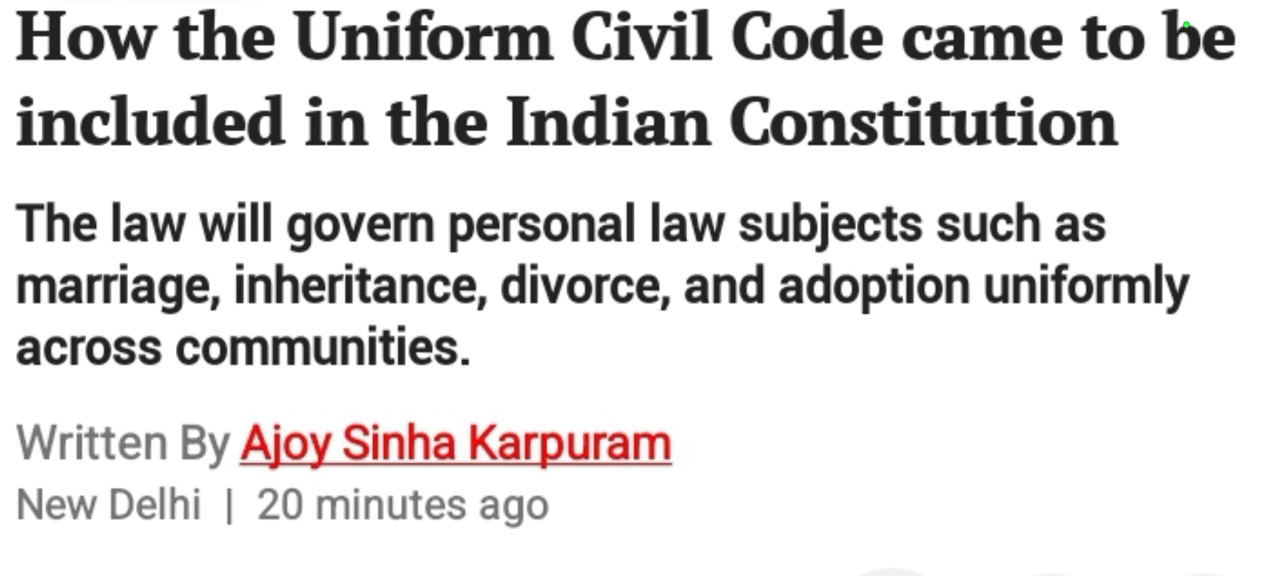 How the Uniform Civil Code came to be
included in the Indian Constitution
The law will govern personal law subjects such as
marriage, inheritance, divorce, and adoption uniformly
across communities.
Written By Ajoy Sinha Karpuram
New Delhi | 20 minutes ago